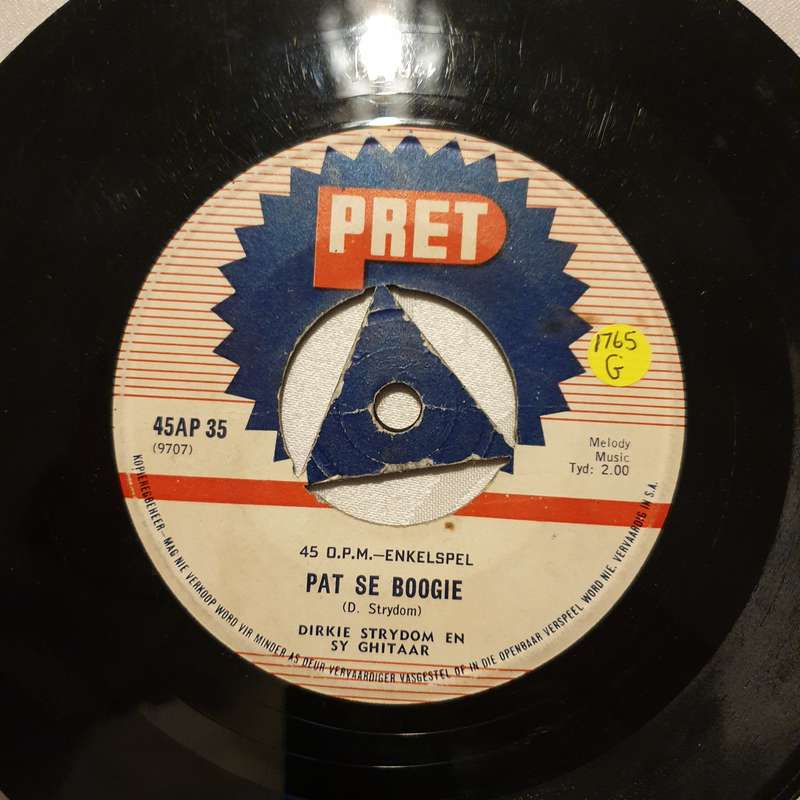 PRET
1765
G
45AP 35
(9707)
Melody
Music
Tyd: 2.00
45 O.P.M.—ENKELSPEL
PAT SE BOOGIE
(D. Strydom)
DIRKIE STRYDOM EN
SY GHITAAR
KOPIEREGBEHEER—MAG NIE VERKOOP WORD VIR MINDER AS DEUR VERVAARDIGER VASGESTEL OF IN DIE OPENBAAR VERSPEEL WORD NIE. VERVAARDIG IN S.A.